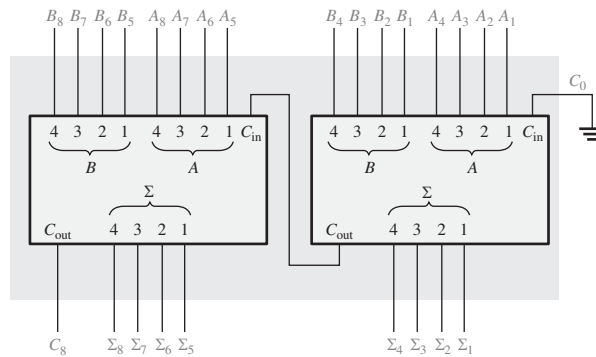 B8 B7 B6 B5 A8 A7 A6 A5 B4 B3 B2 B1 A4 A3 A2 A1
C0
4 3 2 1 4 3 2 1 Cin 4 3 2 1 4 3 2 1 Cin
B A B A
Σ Σ
Cout 4 3 2 1 Cout 4 3 2 1
C8 Σ8 Σ7 Σ6 Σ5 Σ4 Σ3 Σ2 Σ1